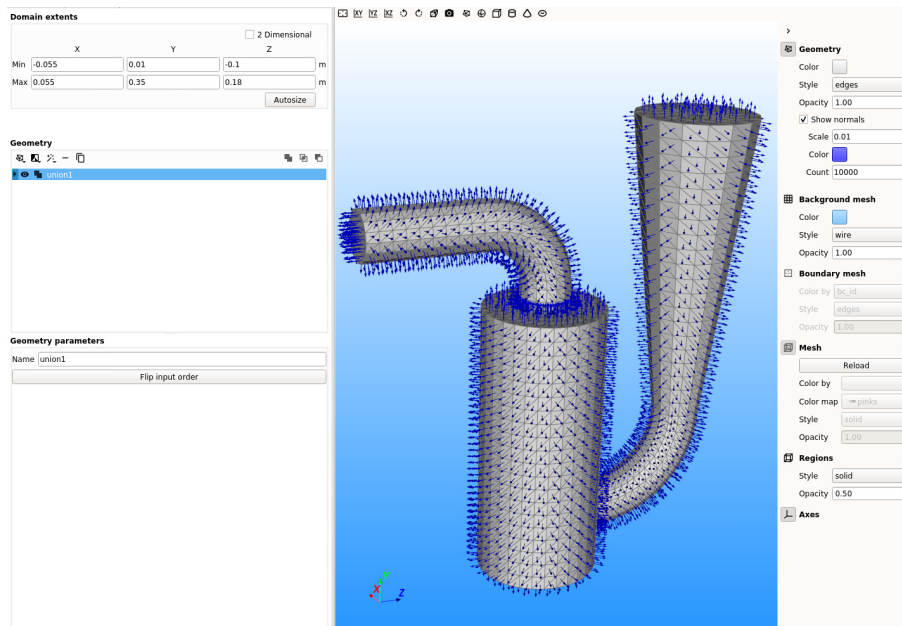 Domain extents
2 Dimensional
X Y Z
Min -0.055 0.01 -0.1 m
Max 0.055 0.35 0.18 m
Autosize
Geometry
union1
Geometry parameters
Name union1
Flip input order
XY YZ XZ
X Y Z
Geometry
Color
Style edges
Opacity 1.00
Show normals
Scale 0.01
Color
Count 10000
Background mesh
Color
Style wire
Opacity 1.00
Boundary mesh
Color by bc_id
Style edges
Opacity 1.00
Mesh
Reload
Color by
Color map pinks
Style solid
Opacity 1.00
Regions
Style solid
Opacity 0.50
Axes